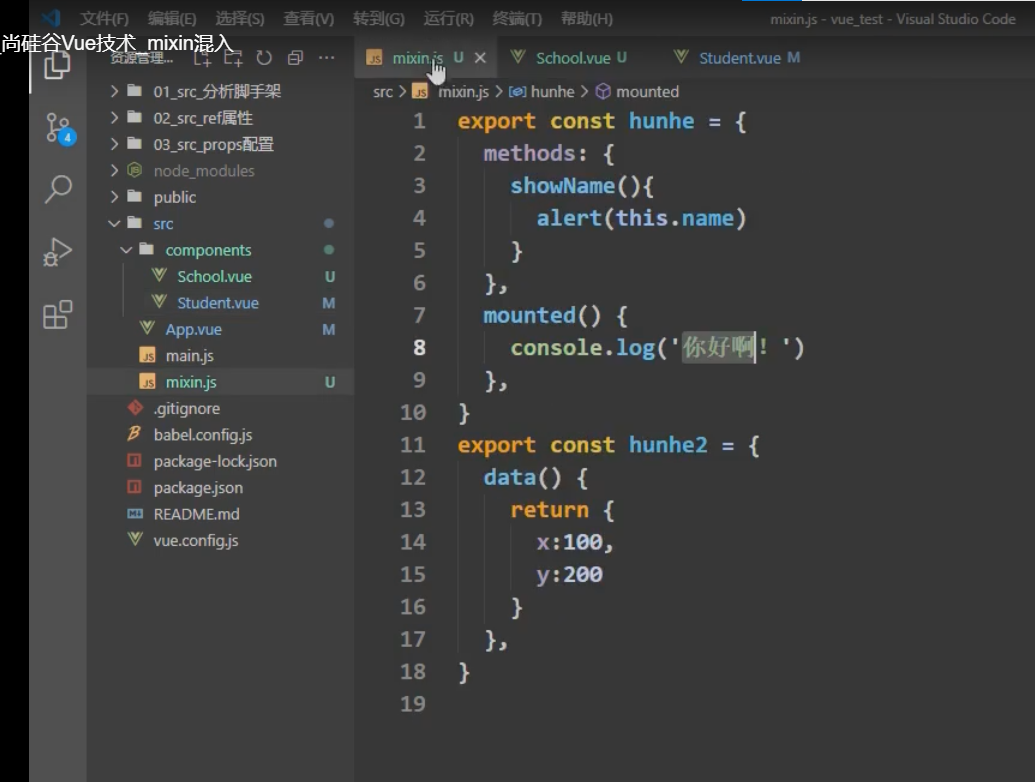 文件(F) 编辑(E) 选择(S) 查看(V) 转到(G) 运行(R) 终端(T) 帮助(H) mixin.js - vue_test - Visual Studio Code
尚硅谷Vue技术_mixin混入
资源管理... ···
4
01_src_分析脚手架
02_src_ref属性
03_src_props配置
node_modules
public
src
components
School.vue U
Student.vue M
App.vue M
JS main.js
JS mixin.js U
.gitignore
babel.config.js
package-lock.json
package.json
README.md
vue.config.js
JS mixin.js U School.vue U Student.vue M
src > JS mixin.js > hunhe > mounted
1 export const hunhe = {
2 methods: {
3 showName(){
4 alert(this.name)
5 }
6 },
7 mounted() {
8 console.log('你好啊！')
9 },
10 }
11 export const hunhe2 = {
12 data() {
13 return {
14 x:100,
15 y:200
16 }
17 },
18 }
19